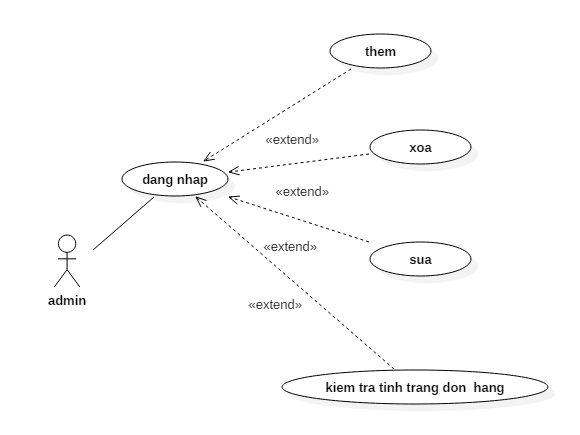 them
«extend»
xoa
dang nhap
«extend»
«extend»
sua
admin
«extend»
kiem tra tinh trang don  hang